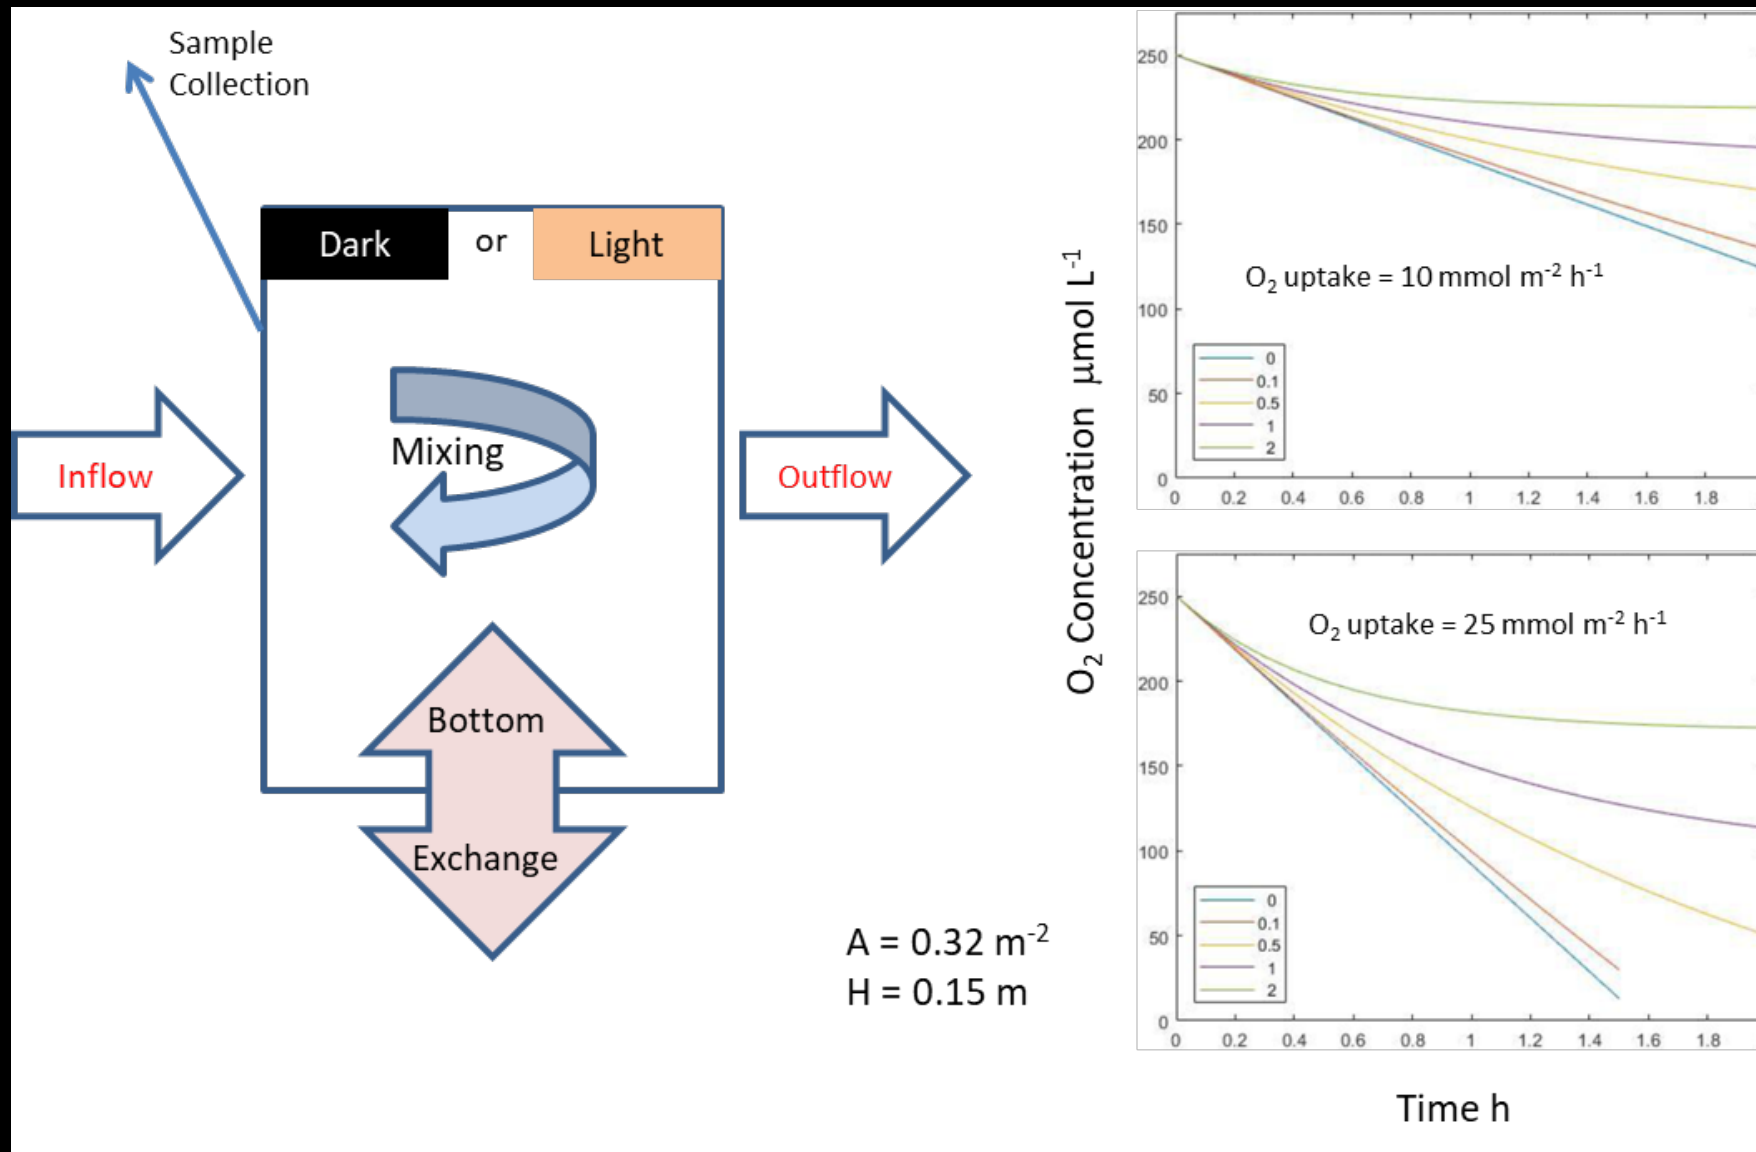 Sample
Collection
Dark
or
Light
Mixing
Inflow
Outflow
Bottom
Exchange
A = 0.32 m⁻²
H = 0.15 m
O₂ Concentration µmol L⁻¹
250
200
150
100
50
0
O₂ uptake = 10 mmol m⁻² h⁻¹
0
0.1
0.5
1
2
0 0.2 0.4 0.6 0.8 1 1.2 1.4 1.6 1.8
250
200
150
100
50
0
O₂ uptake = 25 mmol m⁻² h⁻¹
0
0.1
0.5
1
2
0 0.2 0.4 0.6 0.8 1 1.2 1.4 1.6 1.8
Time h